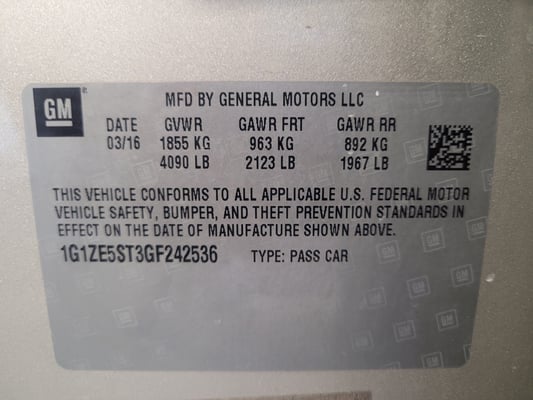 GM
MFD BY GENERAL MOTORS LLC
DATE GVWR GAWR FRT GAWR RR
03/16 1855 KG 963 KG 892 KG
4090 LB 2123 LB 1967 LB
THIS VEHICLE CONFORMS TO ALL APPLICABLE U.S. FEDERAL MOTOR
VEHICLE SAFETY, BUMPER, AND THEFT PREVENTION STANDARDS IN
EFFECT ON THE DATE OF MANUFACTURE SHOWN ABOVE.
1G1ZE5ST3GF242536 TYPE: PASS CAR